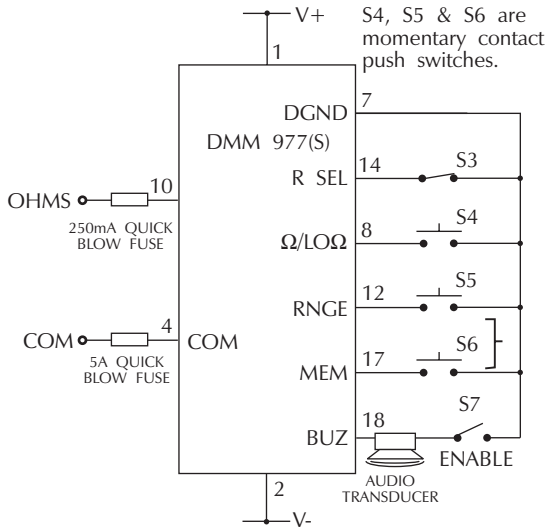 V+
S4, S5 & S6 are
momentary contact
push switches.
1
DGND
7
DMM 977(S)
R SEL
14
S3
OHMS
10
250mA QUICK
BLOW FUSE
Ω/LOΩ
8
S4
RNGE
12
S5
COM
4
COM
5A QUICK
BLOW FUSE
MEM
17
S6
BUZ
18
S7
ENABLE
AUDIO
TRANSDUCER
2
V-